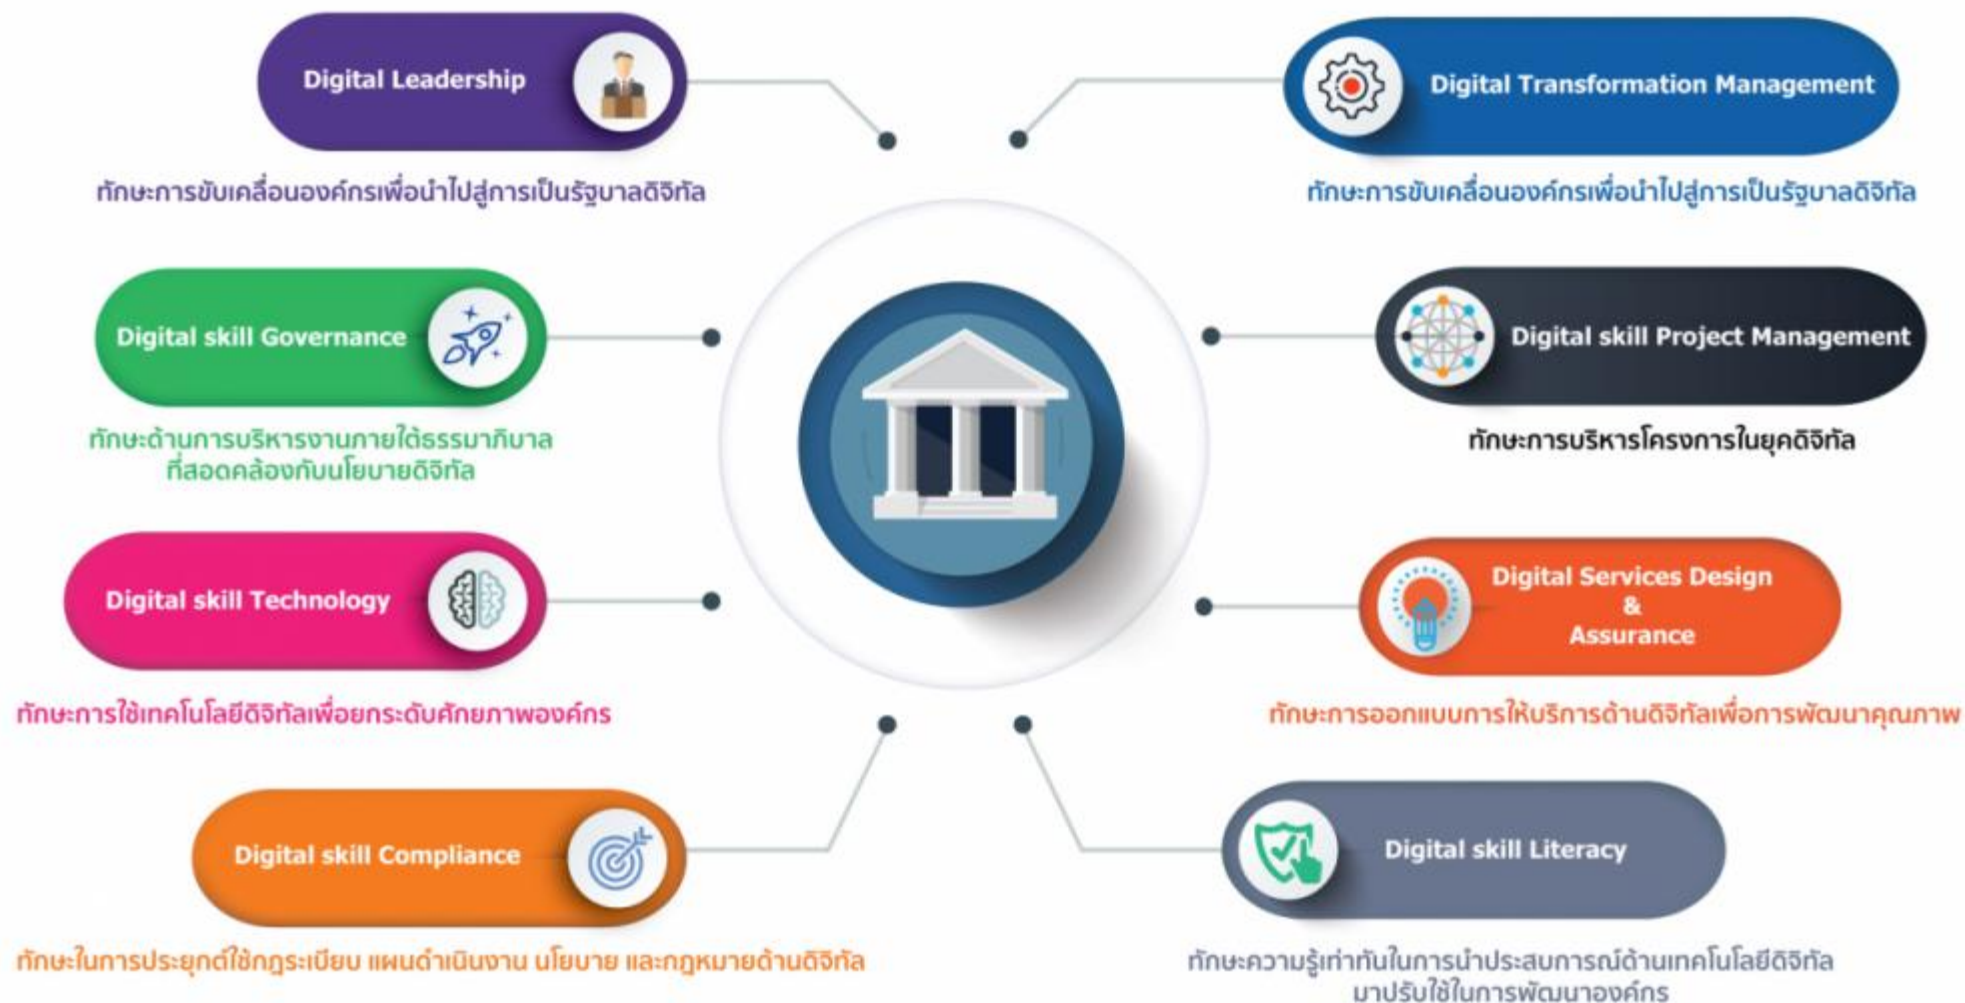 Digital Leadership
ทักษะการขับเคลื่อนองค์กรเพื่อนำไปสู่การเป็นรัฐบาลดิจิทัล
Digital skill Governance
ทักษะด้านการบริหารงานภายใต้ธรรมาภิบาล
ที่สอดคล้องกับนโยบายดิจิทัล
Digital skill Technology
ทักษะการใช้เทคโนโลยีดิจิทัลเพื่อยกระดับศักยภาพองค์กร
Digital skill Compliance
ทักษะในการประยุกต์ใช้กฎระเบียบ แผนดำเนินงาน นโยบาย และกฎหมายด้านดิจิทัล
Digital Transformation Management
ทักษะการขับเคลื่อนองค์กรเพื่อนำไปสู่การเป็นรัฐบาลดิจิทัล
Digital skill Project Management
ทักษะการบริหารโครงการในยุคดิจิทัล
Digital Services Design
&
Assurance
ทักษะการออกแบบการให้บริการด้านดิจิทัลเพื่อการพัฒนาคุณภาพ
Digital skill Literacy
ทักษะความรู้เท่าทันในการนำประสบการณ์ด้านเทคโนโลยีดิจิทัล
มาปรับใช้ในการพัฒนาองค์กร